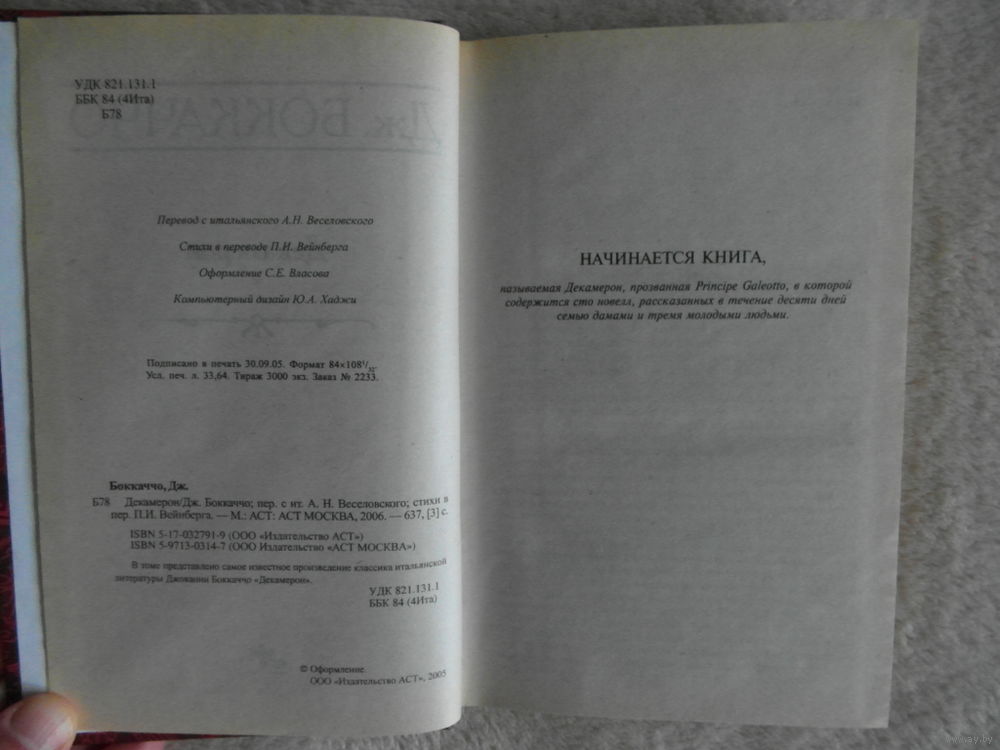 УДК 821.131.1
ББК 84 (4Ита)
Б78
Перевод с итальянского А.Н. Веселовского
Стихи в переводе П.И. Вейнберга
Оформление С.Е. Власова
Компьютерный дизайн Ю.А. Хаджи
Подписано в печать 30.09.05. Формат 84×108¹/₃₂.
Усл. печ. л. 33,64. Тираж 3000 экз. Заказ № 2233.
Боккаччо, Дж.
Б78 Декамерон/Дж. Боккаччо; пер. с ит. А. Н. Веселовского; стихи в
пер. П.И. Вейнберга. — М.: АСТ: АСТ МОСКВА, 2006. — 637, [3] с.
ISBN 5-17-032791-9 (ООО «Издательство АСТ»)
ISBN 5-9713-0314-7 (ООО Издательство «АСТ МОСКВА»)
В томе представлено самое известное произведение классика итальянской
литературы Джованни Боккаччо «Декамерон».
УДК 821.131.1
ББК 84 (4Ита)
© Оформление.
ООО «Издательство АСТ», 2005
НАЧИНАЕТСЯ КНИГА,
называемая Декамерон, прозванная Principe Galeotto, в которой
содержится сто новелл, рассказанных в течение десяти дней
семью дамами и тремя молодыми людьми.
Дж. БОККАЧЧО
ay.by